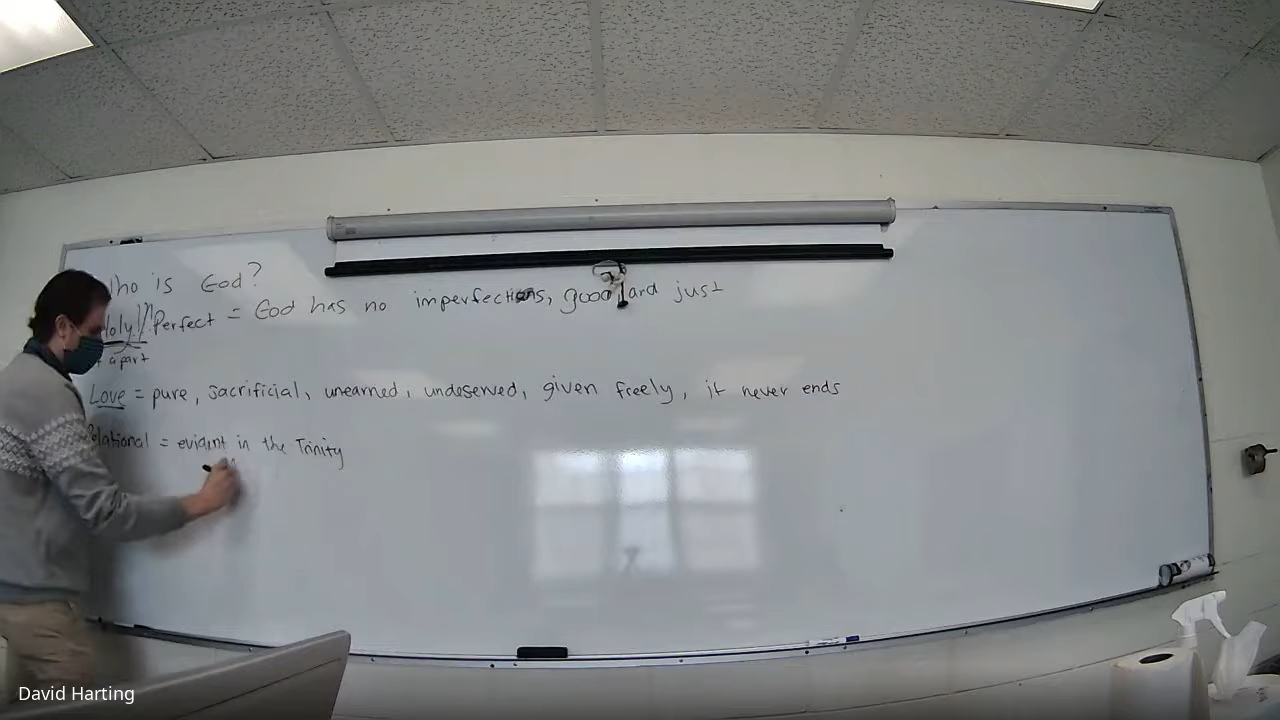 Who is God?
Holy/Perfect = God has no imperfections, good and just
apart
Love = pure, sacrificial, unearned, undeserved, given freely, it never ends
Relational = evident in the Trinity
David Harting